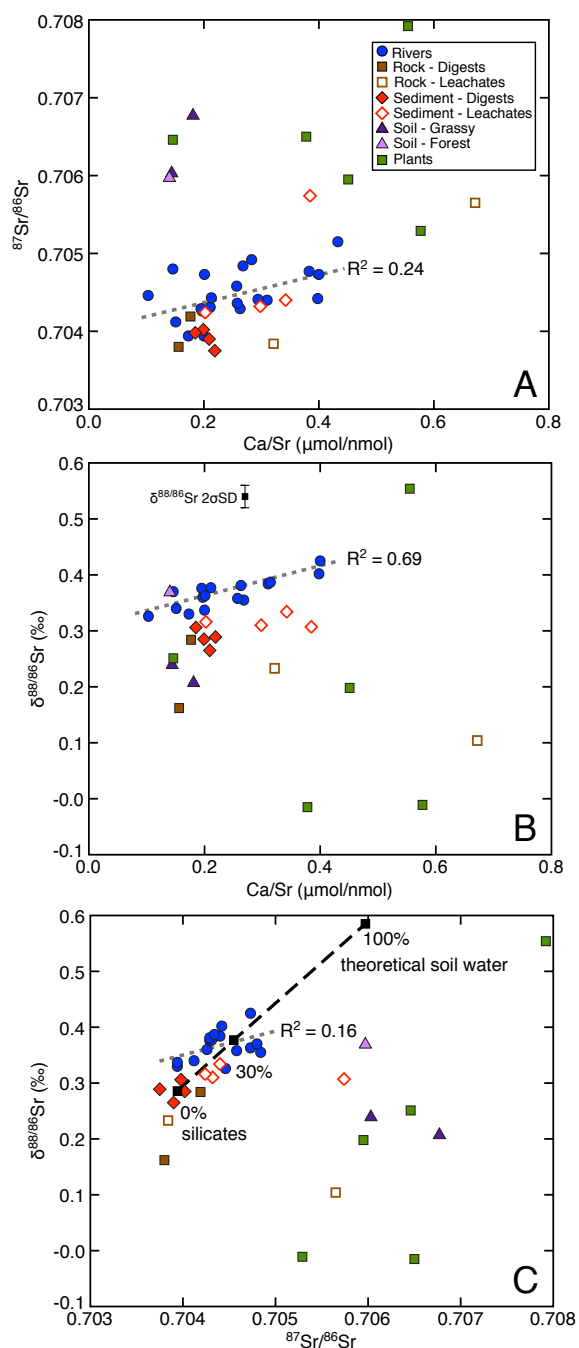 0.708
0.707
0.706
0.705
0.704
0.703
87Sr/86Sr
Rivers
Rock - Digests
Rock - Leachates
Sediment - Digests
Sediment - Leachates
Soil - Grassy
Soil - Forest
Plants
R² = 0.24
A
0.0 0.2 0.4 0.6 0.8
Ca/Sr (µmol/nmol)
0.6
0.5
0.4
0.3
0.2
0.1
-0.0
-0.1
δ88/86Sr (‰)
δ88/86Sr 2σSD
R² = 0.69
B
0.0 0.2 0.4 0.6 0.8
Ca/Sr (µmol/nmol)
0.6
0.5
0.4
0.3
0.2
0.1
-0.0
-0.1
δ88/86Sr (‰)
100%
theoretical soil water
R² = 0.16
30%
0%
silicates
C
0.703 0.704 0.705 0.706 0.707 0.708
87Sr/86Sr